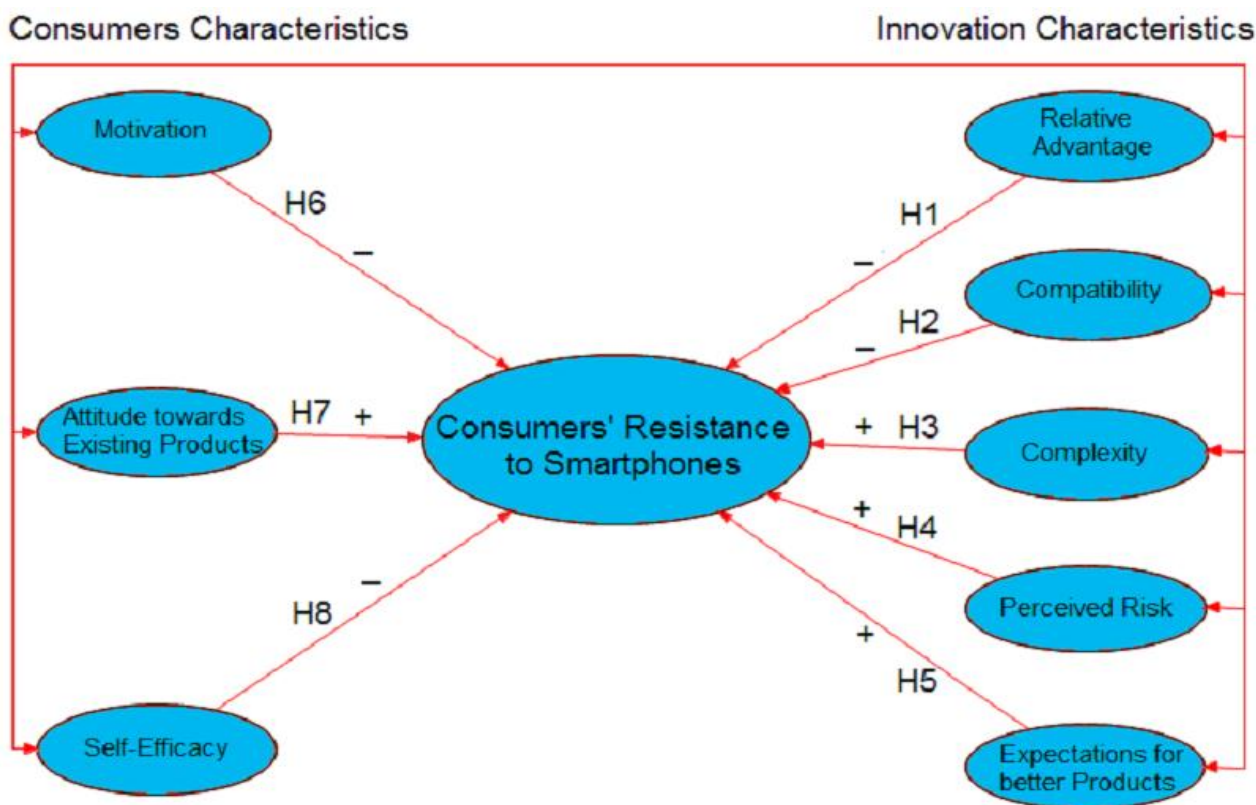 Consumers Characteristics
Innovation Characteristics
Motivation
Relative
Advantage
H6
–
H1
–
Compatibility
H2
–
Attitude towards
Existing Products
H7 +
Consumers' Resistance
to Smartphones
+ H3
Complexity
+
H4
Perceived Risk
H8
–
+
H5
Self-Efficacy
Expectations for
better Products